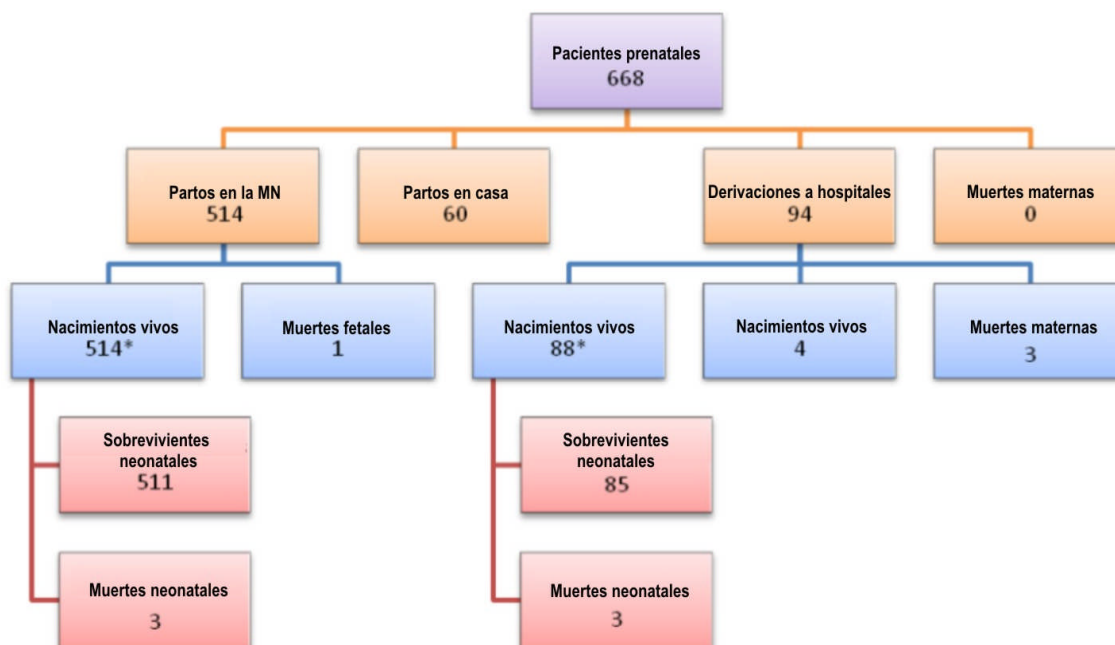 Pacientes prenatales
668
Partos en la MN
514
Partos en casa
60
Derivaciones a hospitales
94
Muertes maternas
0
Nacimientos vivos
514*
Muertes fetales
1
Nacimientos vivos
88*
Nacimientos vivos
4
Muertes maternas
3
Sobrevivientes
neonatales
511
Sobrevivientes
neonatales
85
Muertes neonatales
3
Muertes neonatales
3